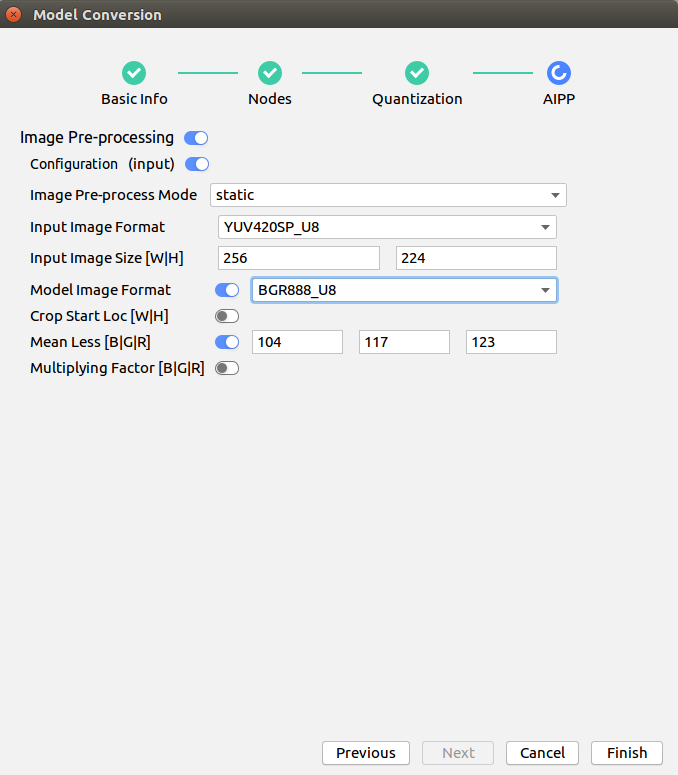 Model Conversion
Basic Info Nodes Quantization AIPP
Image Pre-processing
Configuration (input)
Image Pre-process Mode static
Input Image Format YUV420SP_U8
Input Image Size [W|H] 256 224
Model Image Format BGR888_U8
Crop Start Loc [W|H]
Mean Less [B|G|R] 104 117 123
Multiplying Factor [B|G|R]
Previous Next Cancel Finish